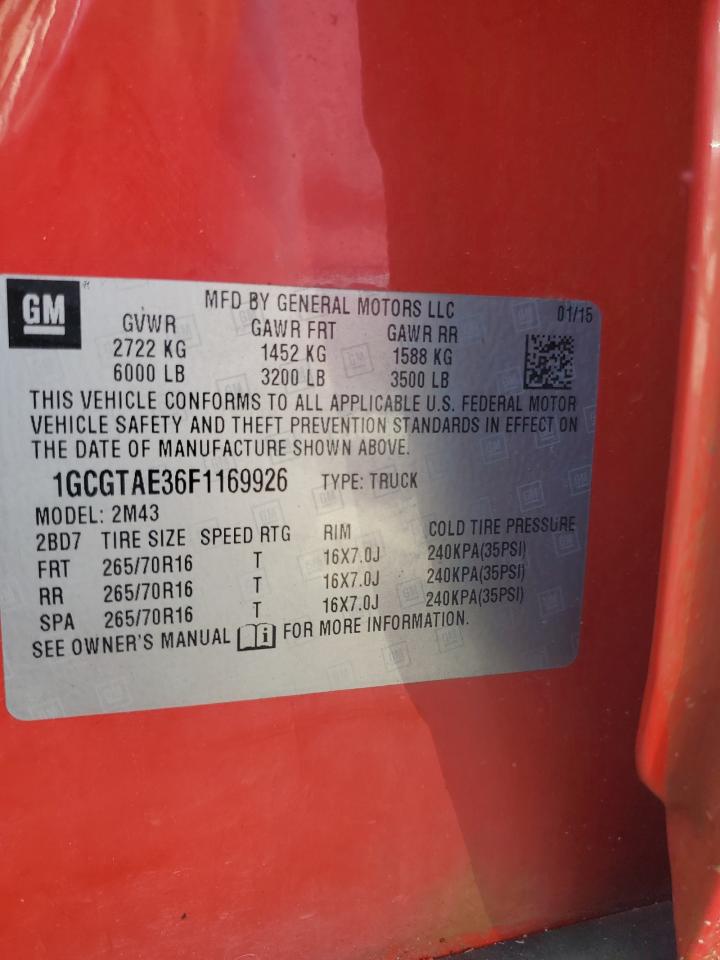 GM
MFD BY GENERAL MOTORS LLC 01/15
GVWR GAWR FRT GAWR RR
2722 KG 1452 KG 1588 KG
6000 LB 3200 LB 3500 LB
THIS VEHICLE CONFORMS TO ALL APPLICABLE U.S. FEDERAL MOTOR
VEHICLE SAFETY AND THEFT PREVENTION STANDARDS IN EFFECT ON
THE DATE OF MANUFACTURE SHOWN ABOVE.
1GCGTAE36F1169926 TYPE: TRUCK
MODEL: 2M43
2BD7 TIRE SIZE SPEED RTG RIM COLD TIRE PRESSURE
FRT 265/70R16 T 16X7.0J 240KPA(35PSI)
RR 265/70R16 T 16X7.0J 240KPA(35PSI)
SPA 265/70R16 T 16X7.0J 240KPA(35PSI)
SEE OWNER'S MANUAL FOR MORE INFORMATION.